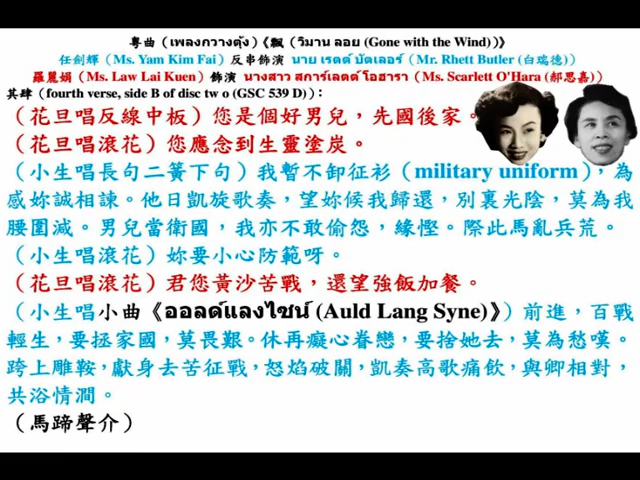 粵曲（เพลงกวางตุ้ง）《飄（วิมาน ลอย (Gone with the Wind)）》
任劍輝（Ms. Yam Kim Fai）反串飾演 นาย เรตต์ บัตเลอร์（Mr. Rhett Butler (白瑞德)）
羅麗娟（Ms. Law Lai Kuen）飾演 นางสาว สการ์เลตต์ โอฮารา（Ms. Scarlett O'Hara (郝思嘉)）
其肆（fourth verse, side B of disc tw o (GSC 539 D)）：
（花旦唱反線中板）您是個好男兒，先國後家。
（花旦唱滾花）您應念到生靈塗炭。
（小生唱長句二簧下句）我暫不卸征衫（military uniform），為
感妳誠相諫。他日凱旋歌奏，望妳候我歸還，別裏光陰，莫為我
腰圍減。男兒當衛國，我亦不敢偷怨，緣慳。際此馬亂兵荒。
（小生唱滾花）妳要小心防範呀。
（花旦唱滾花）君您黃沙苦戰，還望強飯加餐。
（小生唱小曲《ออลด์แลงไซน์ (Auld Lang Syne)》）前進，百戰
輕生，要拯家國，莫畏艱。休再癡心眷戀，要捨她去，莫為愁嘆。
跨上雕鞍，獻身去苦征戰，怒焰破關，凱奏高歌痛飲，與卿相對，
共浴情澗。
（馬蹄聲介）